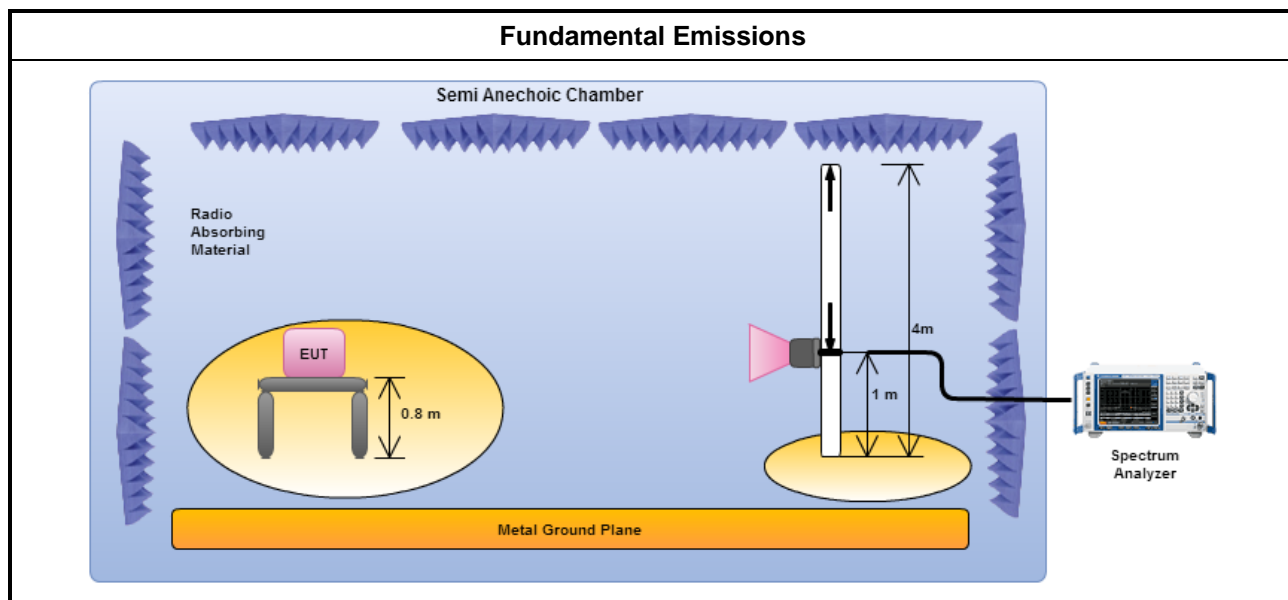 Fundamental Emissions
Semi Anechoic Chamber
Radio
Absorbing
Material
EUT
0.8 m
4m
1 m
Spectrum
Analyzer
Metal Ground Plane